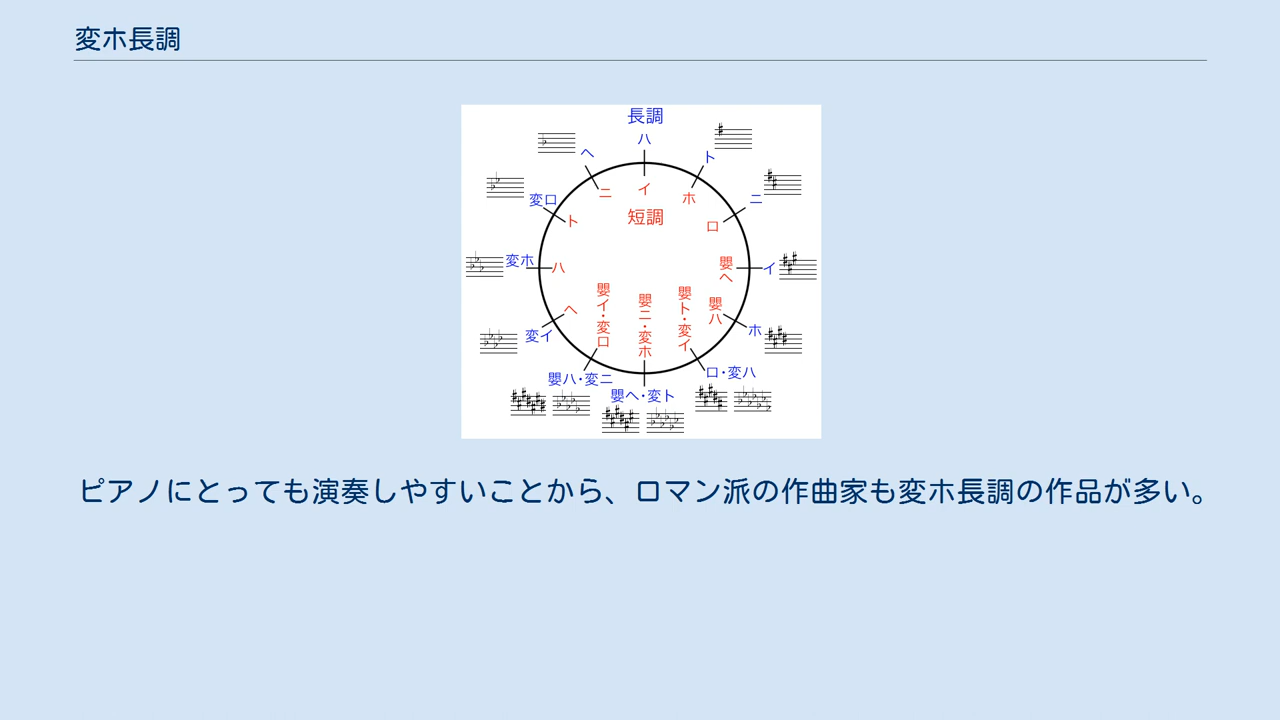 変ホ長調
長調
ハ
ヘ
ト
ニ
イ
ホ
変ロ
ト
短調
ロ
ニ
変ホ
ハ
嬰ヘ
イ
ヘ
嬰イ・変ロ
嬰ニ・変ホ
嬰ト・変イ
嬰ハ
変イ
ホ
嬰ハ・変ニ
嬰ヘ・変ト
ロ・変ハ
ピアノにとっても演奏しやすいことから、ロマン派の作曲家も変ホ長調の作品が多い。